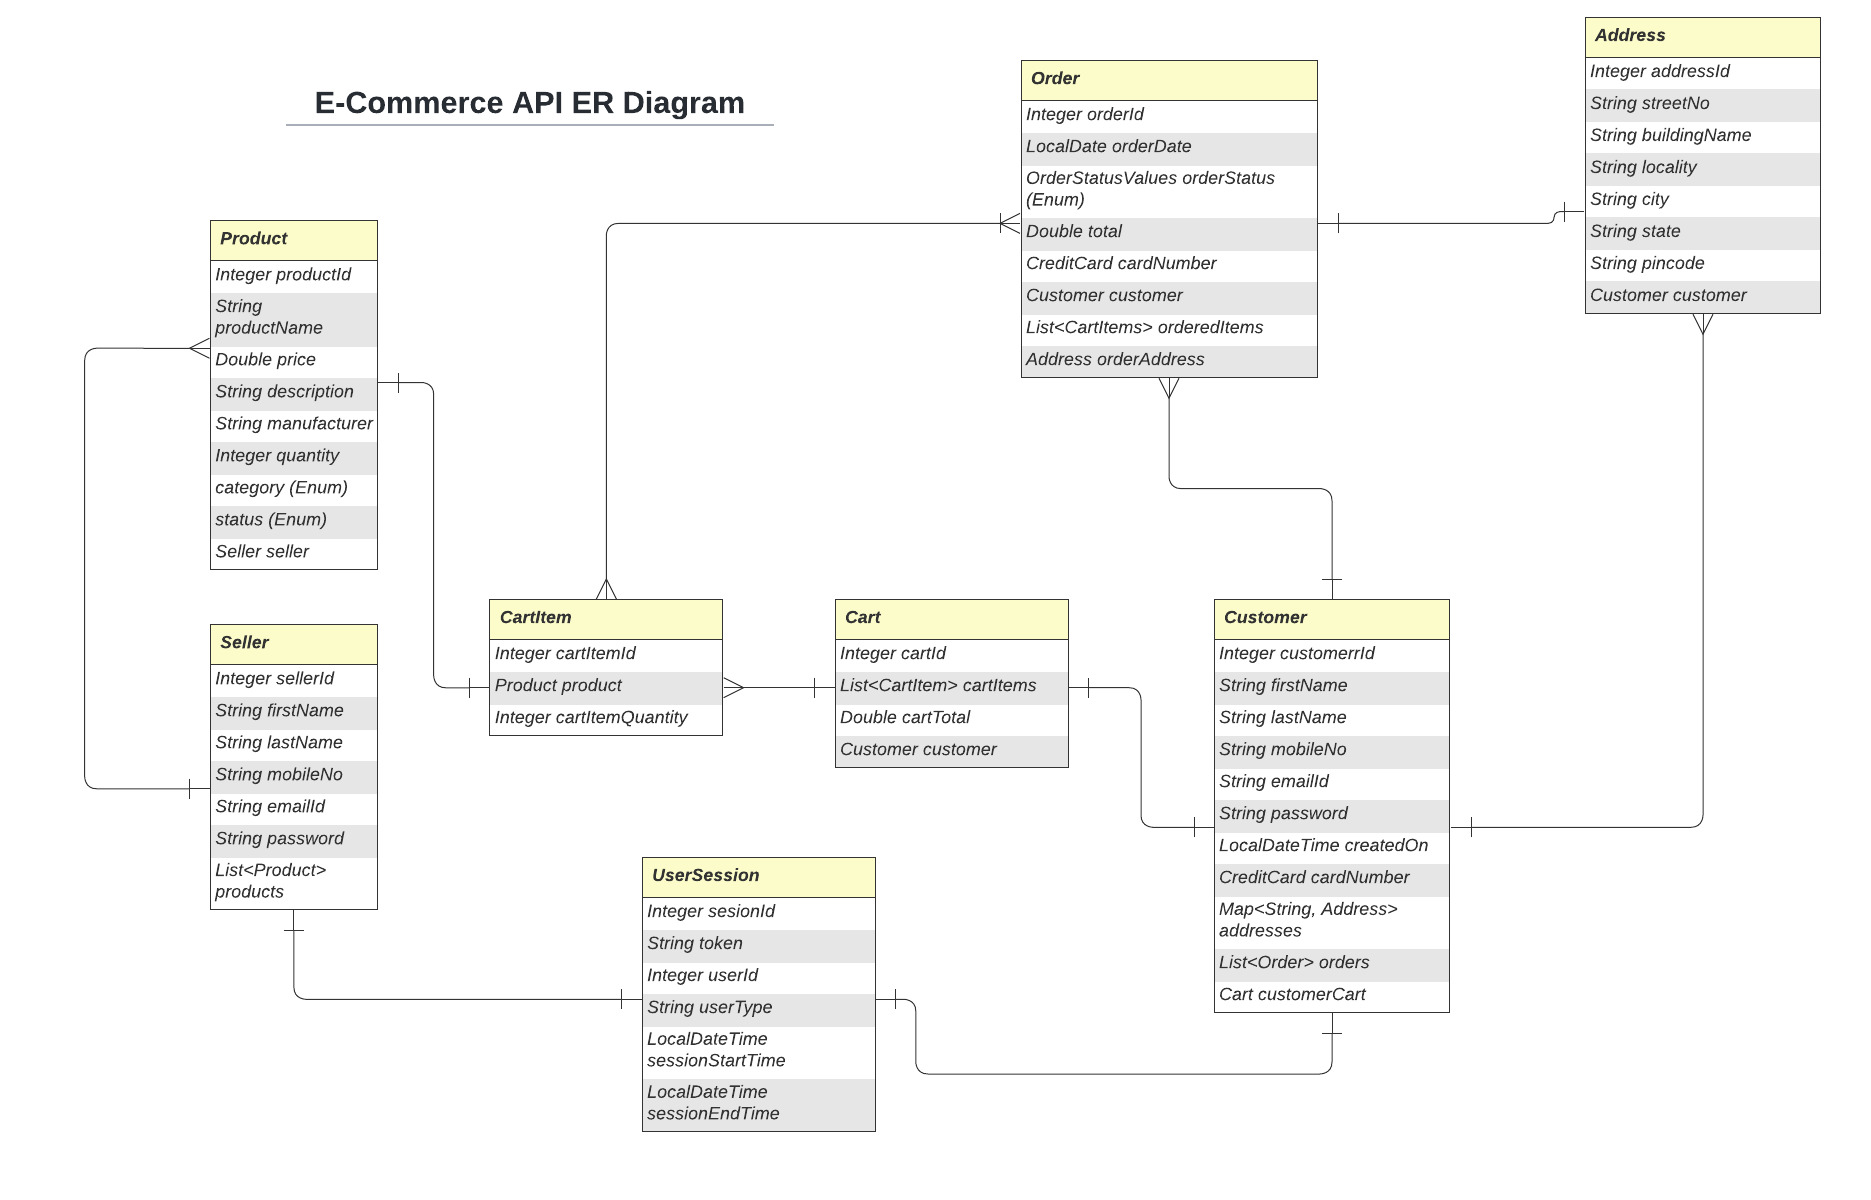 E-Commerce API ER Diagram
Product
Integer productId
String
productName
Double price
String description
String manufacturer
Integer quantity
category (Enum)
status (Enum)
Seller seller
Seller
Integer sellerId
String firstName
String lastName
String mobileNo
String emailId
String password
List<Product>
products
CartItem
Integer cartItemId
Product product
Integer cartItemQuantity
Cart
Integer cartId
List<CartItem> cartItems
Double cartTotal
Customer customer
UserSession
Integer sesionId
String token
Integer userId
String userType
LocalDateTime
sessionStartTime
LocalDateTime
sessionEndTime
Order
Integer orderId
LocalDate orderDate
OrderStatusValues orderStatus
(Enum)
Double total
CreditCard cardNumber
Customer customer
List<CartItems> orderedItems
Address orderAddress
Customer
Integer customerrId
String firstName
String lastName
String mobileNo
String emailId
String password
LocalDateTime createdOn
CreditCard cardNumber
Map<String, Address>
addresses
List<Order> orders
Cart customerCart
Address
Integer addressId
String streetNo
String buildingName
String locality
String city
String state
String pincode
Customer customer